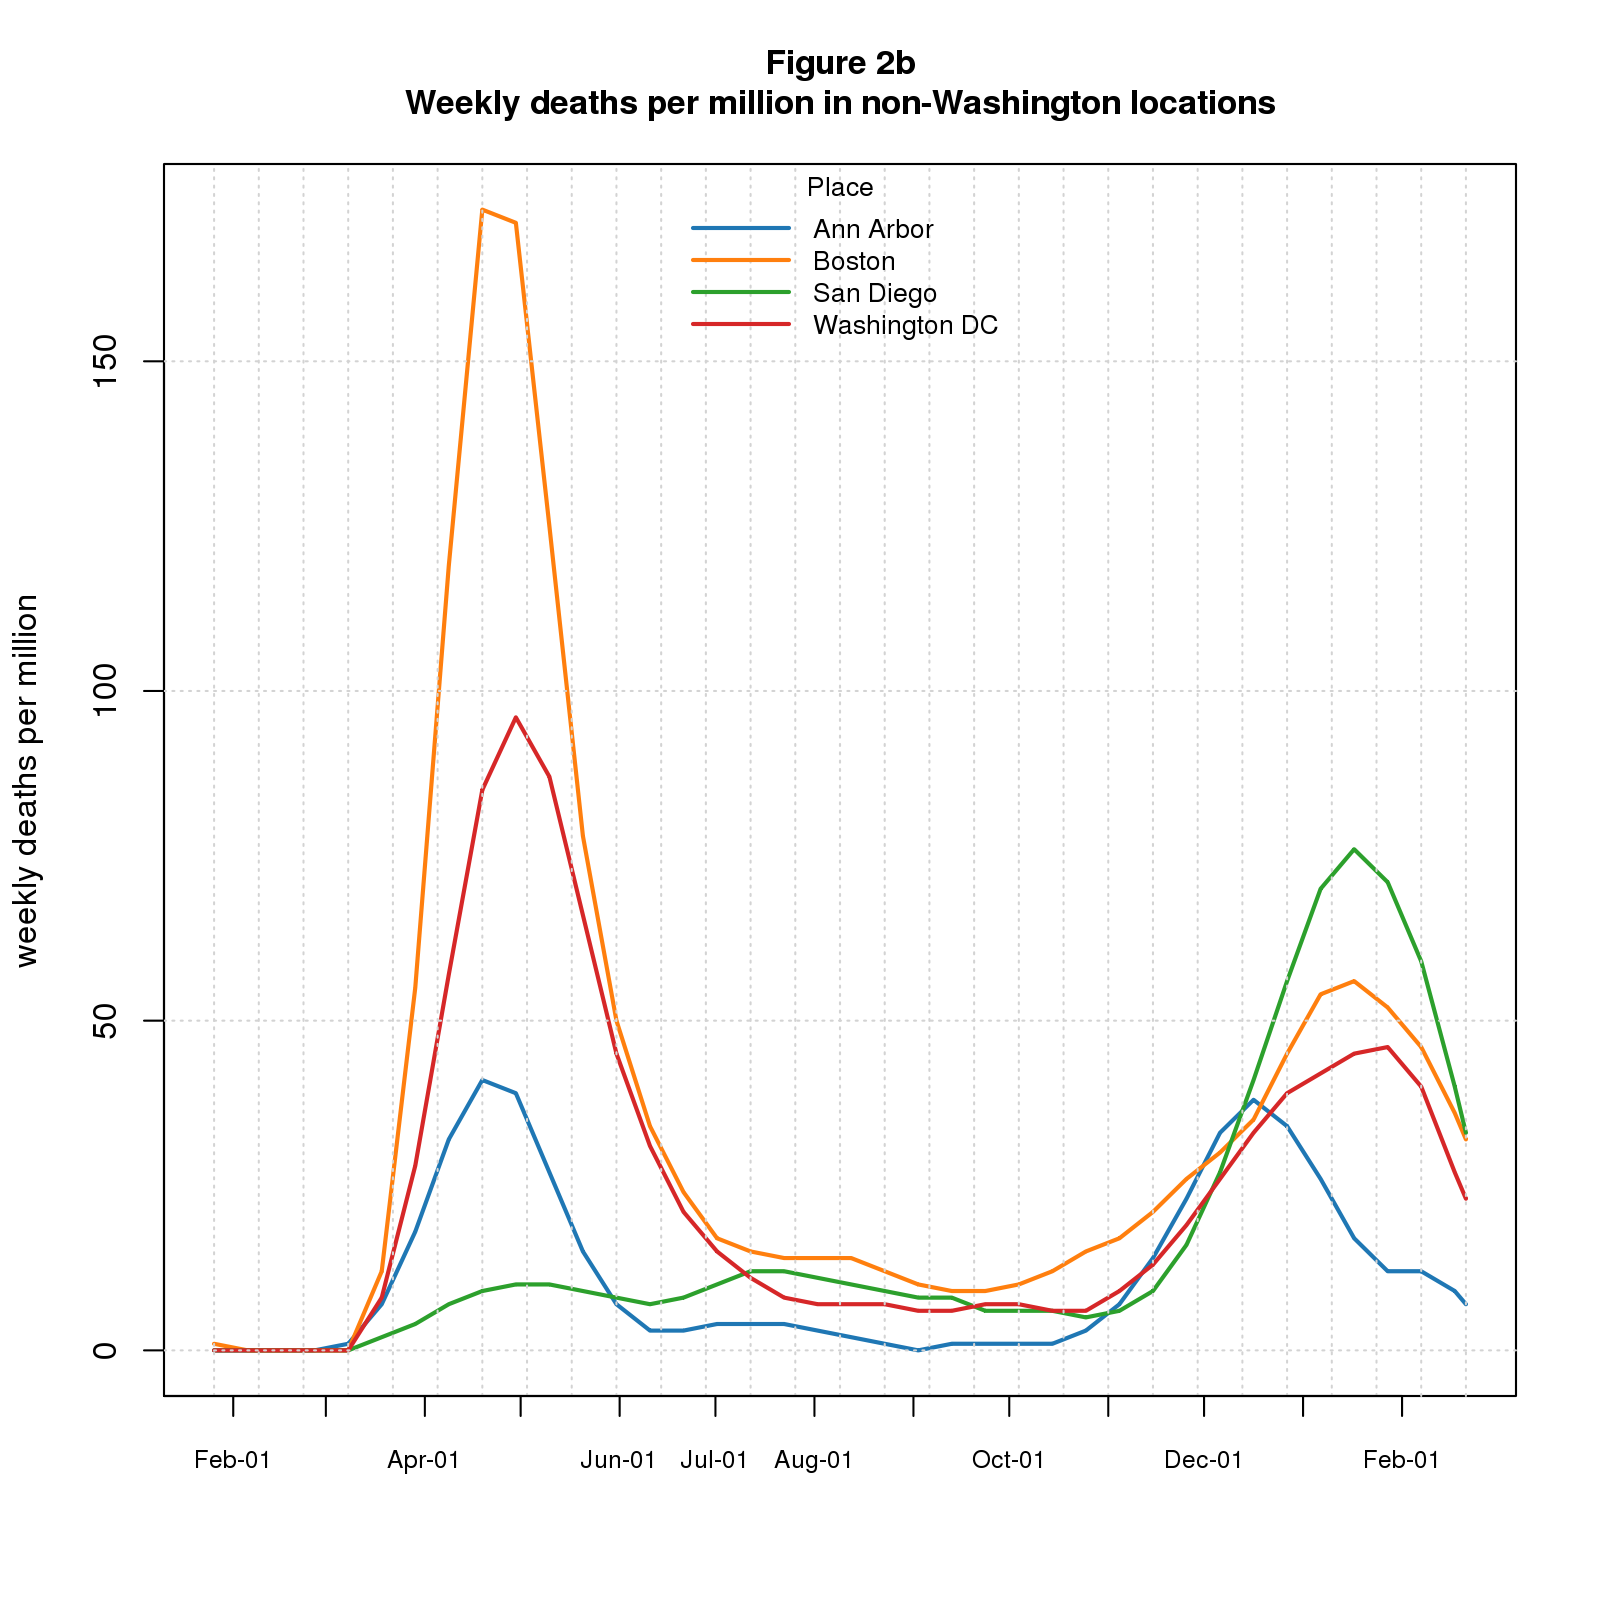 Figure 2b
Weekly deaths per million in non-Washington locations
Place
Ann Arbor
Boston
San Diego
Washington DC
weekly deaths per million
150
100
50
0
Feb-01 Apr-01 Jun-01 Jul-01 Aug-01 Oct-01 Dec-01 Feb-01